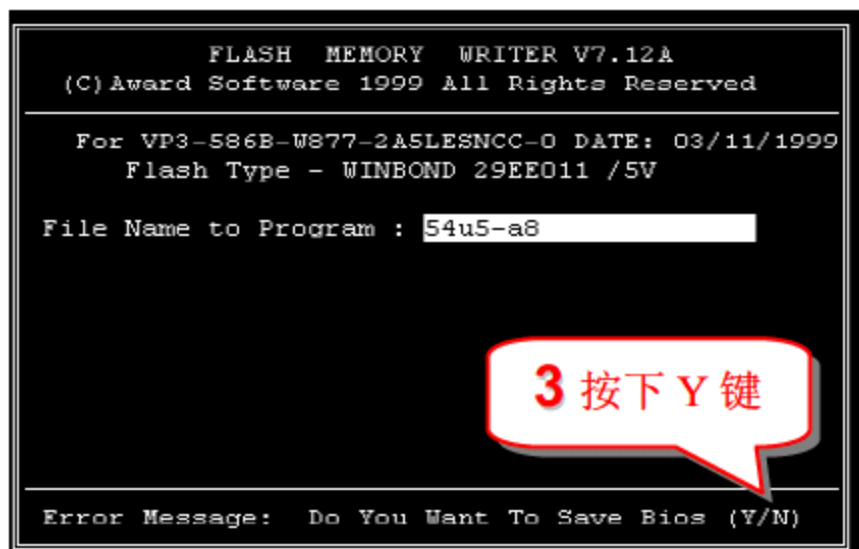 FLASH MEMORY WRITER V7.12A
(C)Award Software 1999 All Rights Reserved
For VP3-586B-W877-2A5LESNCC-0 DATE: 03/11/1999
Flash Type - WINBOND 29EE011 /5V
File Name to Program : 54u5-a8
3 按下 Y 键
Error Message: Do You Want To Save Bios (Y/N)